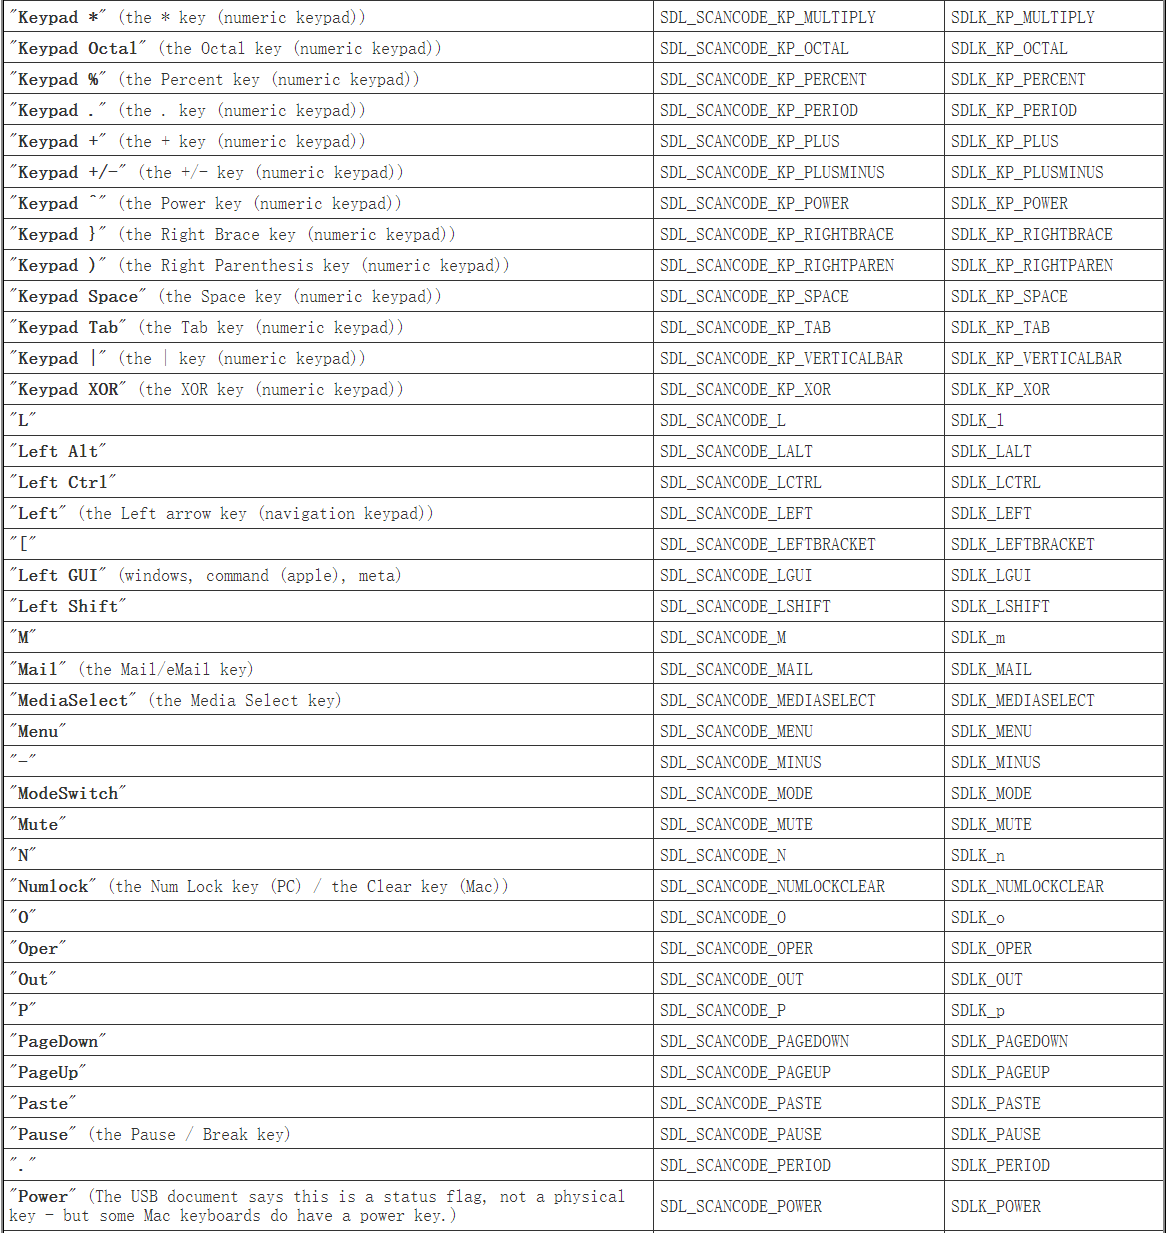 "Keypad *" (the * key (numeric keypad)) SDL_SCANCODE_KP_MULTIPLY SDLK_KP_MULTIPLY
"Keypad Octal" (the Octal key (numeric keypad)) SDL_SCANCODE_KP_OCTAL SDLK_KP_OCTAL
"Keypad %" (the Percent key (numeric keypad)) SDL_SCANCODE_KP_PERCENT SDLK_KP_PERCENT
"Keypad ." (the . key (numeric keypad)) SDL_SCANCODE_KP_PERIOD SDLK_KP_PERIOD
"Keypad +" (the + key (numeric keypad)) SDL_SCANCODE_KP_PLUS SDLK_KP_PLUS
"Keypad +/-" (the +/- key (numeric keypad)) SDL_SCANCODE_KP_PLUSMINUS SDLK_KP_PLUSMINUS
"Keypad ^" (the Power key (numeric keypad)) SDL_SCANCODE_KP_POWER SDLK_KP_POWER
"Keypad }" (the Right Brace key (numeric keypad)) SDL_SCANCODE_KP_RIGHTBRACE SDLK_KP_RIGHTBRACE
"Keypad )" (the Right Parenthesis key (numeric keypad)) SDL_SCANCODE_KP_RIGHTPAREN SDLK_KP_RIGHTPAREN
"Keypad Space" (the Space key (numeric keypad)) SDL_SCANCODE_KP_SPACE SDLK_KP_SPACE
"Keypad Tab" (the Tab key (numeric keypad)) SDL_SCANCODE_KP_TAB SDLK_KP_TAB
"Keypad |" (the | key (numeric keypad)) SDL_SCANCODE_KP_VERTICALBAR SDLK_KP_VERTICALBAR
"Keypad XOR" (the XOR key (numeric keypad)) SDL_SCANCODE_KP_XOR SDLK_KP_XOR
"L" SDL_SCANCODE_L SDLK_l
"Left Alt" SDL_SCANCODE_LALT SDLK_LALT
"Left Ctrl" SDL_SCANCODE_LCTRL SDLK_LCTRL
"Left" (the Left arrow key (navigation keypad)) SDL_SCANCODE_LEFT SDLK_LEFT
"[" SDL_SCANCODE_LEFTBRACKET SDLK_LEFTBRACKET
"Left GUI" (windows, command (apple), meta) SDL_SCANCODE_LGUI SDLK_LGUI
"Left Shift" SDL_SCANCODE_LSHIFT SDLK_LSHIFT
"M" SDL_SCANCODE_M SDLK_m
"Mail" (the Mail/eMail key) SDL_SCANCODE_MAIL SDLK_MAIL
"MediaSelect" (the Media Select key) SDL_SCANCODE_MEDIASELECT SDLK_MEDIASELECT
"Menu" SDL_SCANCODE_MENU SDLK_MENU
"-" SDL_SCANCODE_MINUS SDLK_MINUS
"ModeSwitch" SDL_SCANCODE_MODE SDLK_MODE
"Mute" SDL_SCANCODE_MUTE SDLK_MUTE
"N" SDL_SCANCODE_N SDLK_n
"Numlock" (the Num Lock key (PC) / the Clear key (Mac)) SDL_SCANCODE_NUMLOCKCLEAR SDLK_NUMLOCKCLEAR
"O" SDL_SCANCODE_O SDLK_o
"Oper" SDL_SCANCODE_OPER SDLK_OPER
"Out" SDL_SCANCODE_OUT SDLK_OUT
"P" SDL_SCANCODE_P SDLK_p
"PageDown" SDL_SCANCODE_PAGEDOWN SDLK_PAGEDOWN
"PageUp" SDL_SCANCODE_PAGEUP SDLK_PAGEUP
"Paste" SDL_SCANCODE_PASTE SDLK_PASTE
"Pause" (the Pause / Break key) SDL_SCANCODE_PAUSE SDLK_PAUSE
"." SDL_SCANCODE_PERIOD SDLK_PERIOD
"Power" (The USB document says this is a status flag, not a physical
key - but some Mac keyboards do have a power key.) SDL_SCANCODE_POWER SDLK_POWER